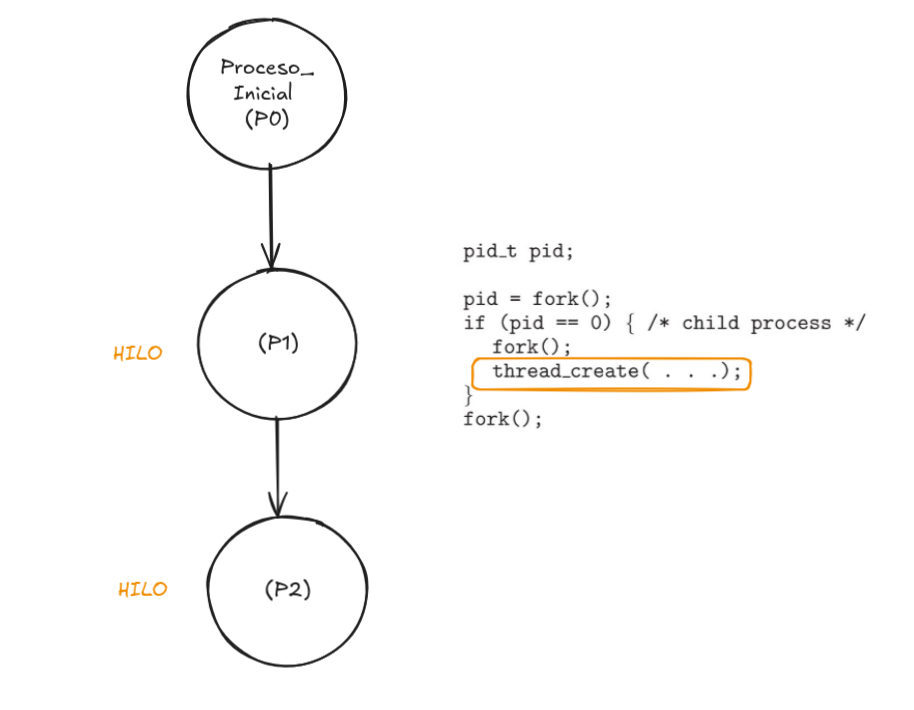 Proceso_
Inicial
(P0)
HILO
(P1)
HILO
(P2)
pid_t pid;
pid = fork();
if (pid == 0) { /* child process */
fork();
thread_create( . . .);
}
fork();